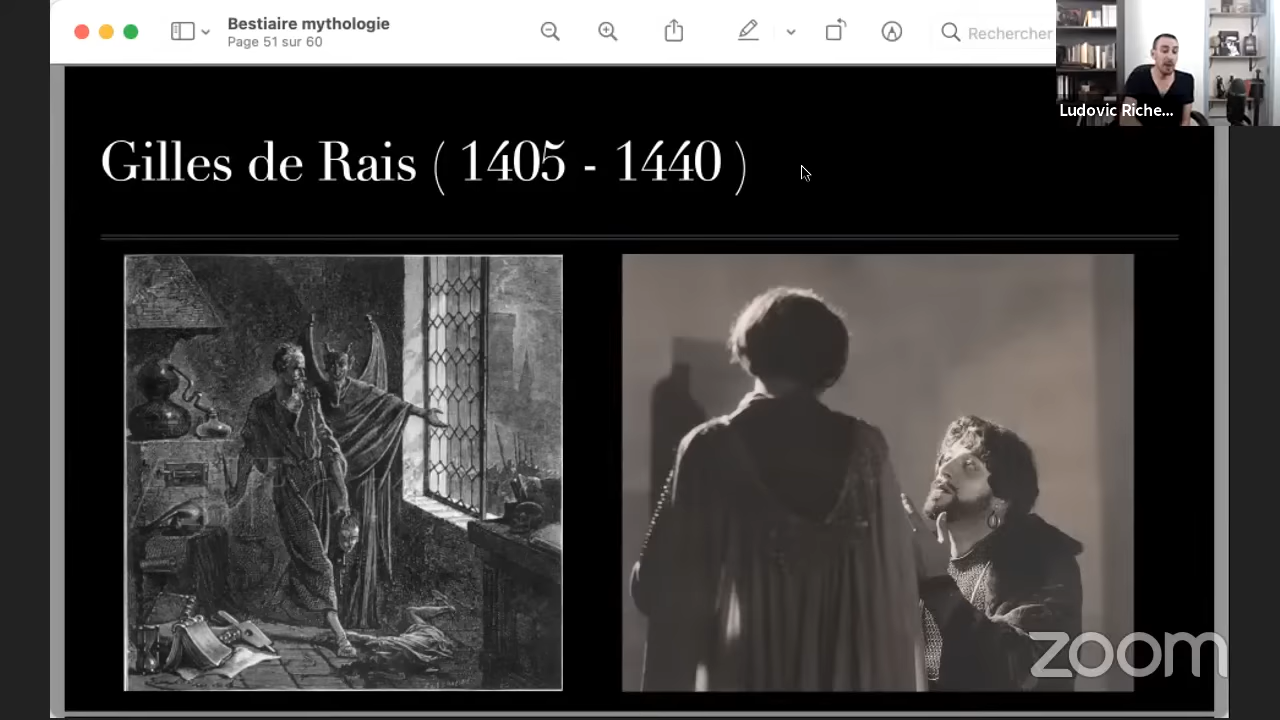 Bestiaire mythologie
Page 51 sur 60
Rechercher
Ludovic Riche...
Gilles de Rais ( 1405 - 1440 )
zoom